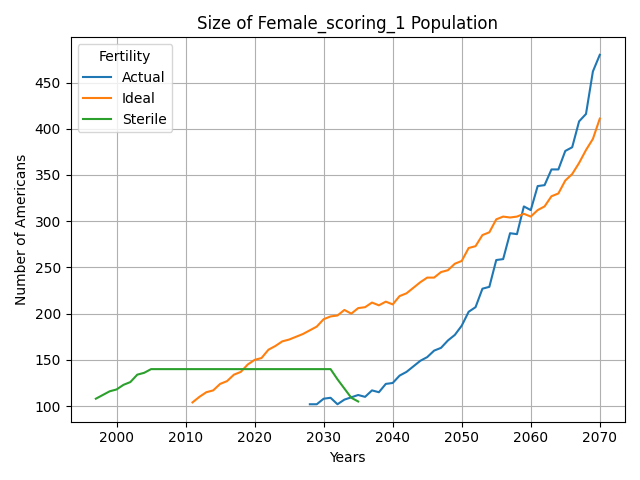 Size of Female_scoring_1 Population
Fertility
Actual
Ideal
Sterile
Number of Americans
450
400
350
300
250
200
150
100
2000 2010 2020 2030 2040 2050 2060 2070
Years